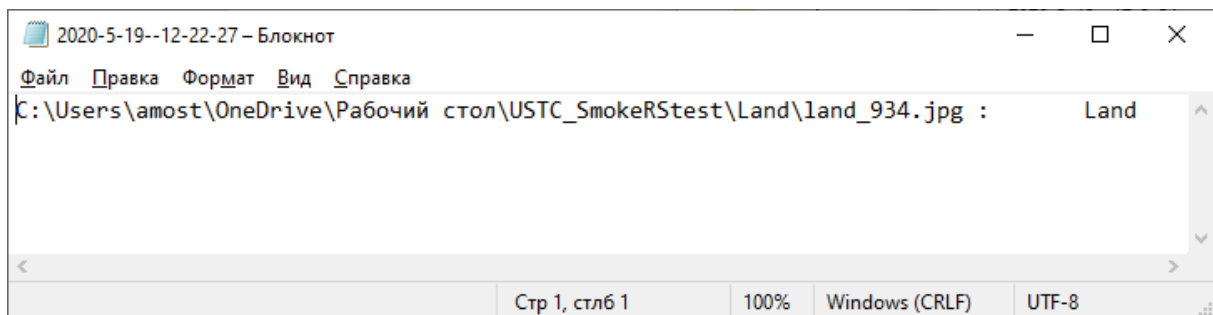 2020-5-19--12-22-27 – Блокнот
Файл Правка Формат Вид Справка
C:\Users\amost\OneDrive\Рабочий стол\USTC_SmokeRStest\Land\land_934.jpg : Land
Стр 1, стлб 1 100% Windows (CRLF) UTF-8